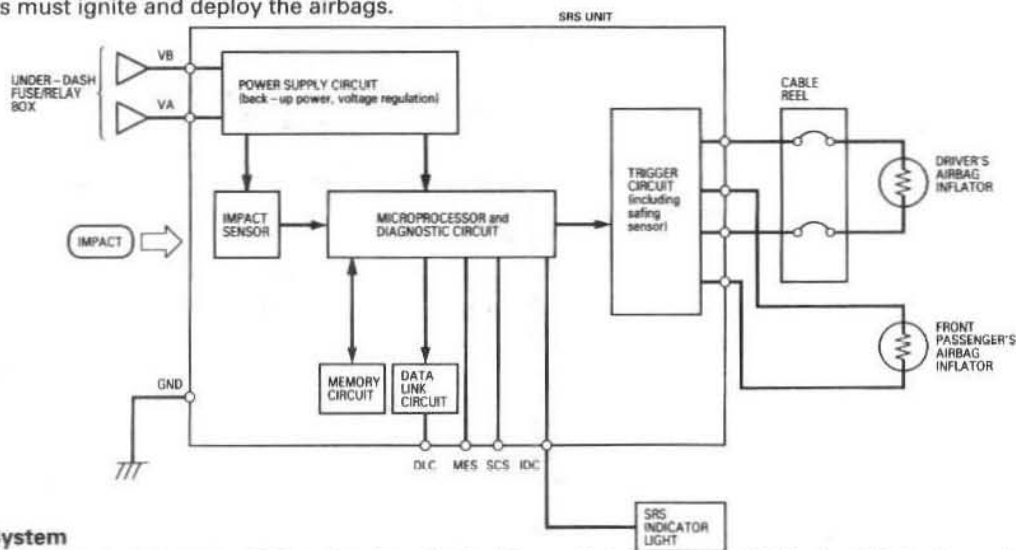 s must ignite and deploy the airbags.
SRS UNIT
UNDER-DASH
FUSE/RELAY
BOX
VB
VA
POWER SUPPLY CIRCUIT
(back-up power, voltage regulation)
CABLE
REEL
IMPACT
IMPACT
SENSOR
MICROPROCESSOR and
DIAGNOSTIC CIRCUIT
TRIGGER
CIRCUIT
(including
safing
sensor)
DRIVER'S
AIRBAG
INFLATOR
FRONT
PASSENGER'S
AIRBAG
INFLATOR
MEMORY
CIRCUIT
DATA
LINK
CIRCUIT
GND
DLC MES SCS IDC
SRS
INDICATOR
LIGHT
ystem